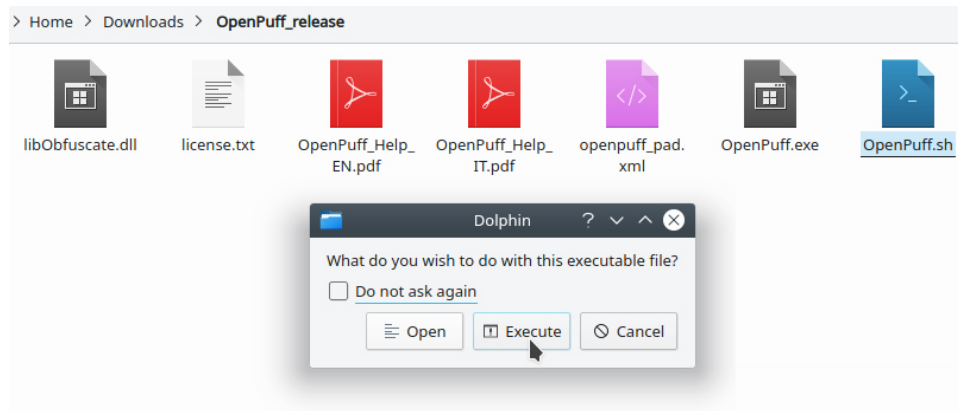 > Home > Downloads > OpenPuff_release
libObfuscate.dll
license.txt
OpenPuff_Help_
EN.pdf
OpenPuff_Help_
IT.pdf
openpuff_pad.
xml
OpenPuff.exe
OpenPuff.sh
Dolphin
What do you wish to do with this executable file?
Do not ask again
Open Execute Cancel